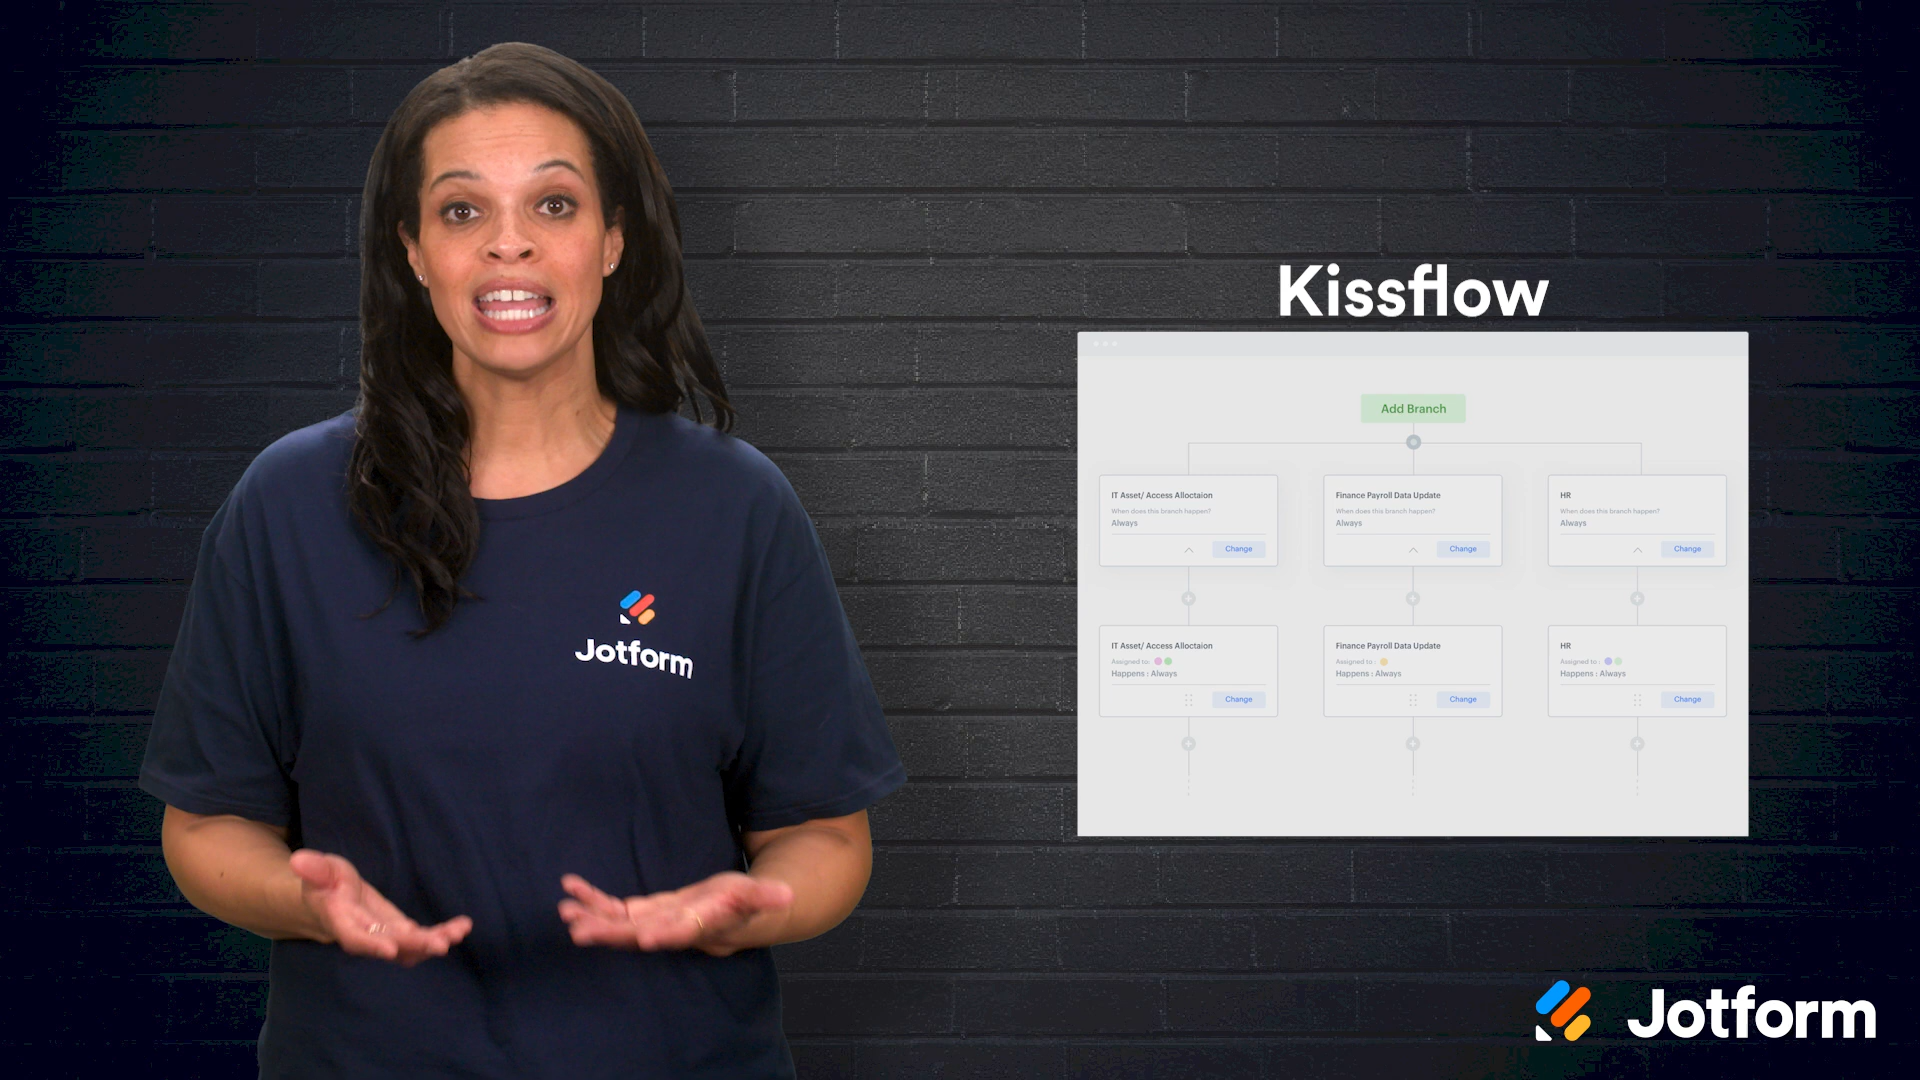 Kissflow
Add Branch
IT Asset/ Access Alloctaion
When does this branch happen?
Always
Change
Finance Payroll Data Update
When does this branch happen?
Always
Change
HR
When does this branch happen?
Always
Change
IT Asset/ Access Alloctaion
Assigned to:
Happens : Always
Change
Finance Payroll Data Update
Assigned to :
Happens : Always
Change
HR
Assigned to :
Happens : Always
Change
Jotform
Jotform